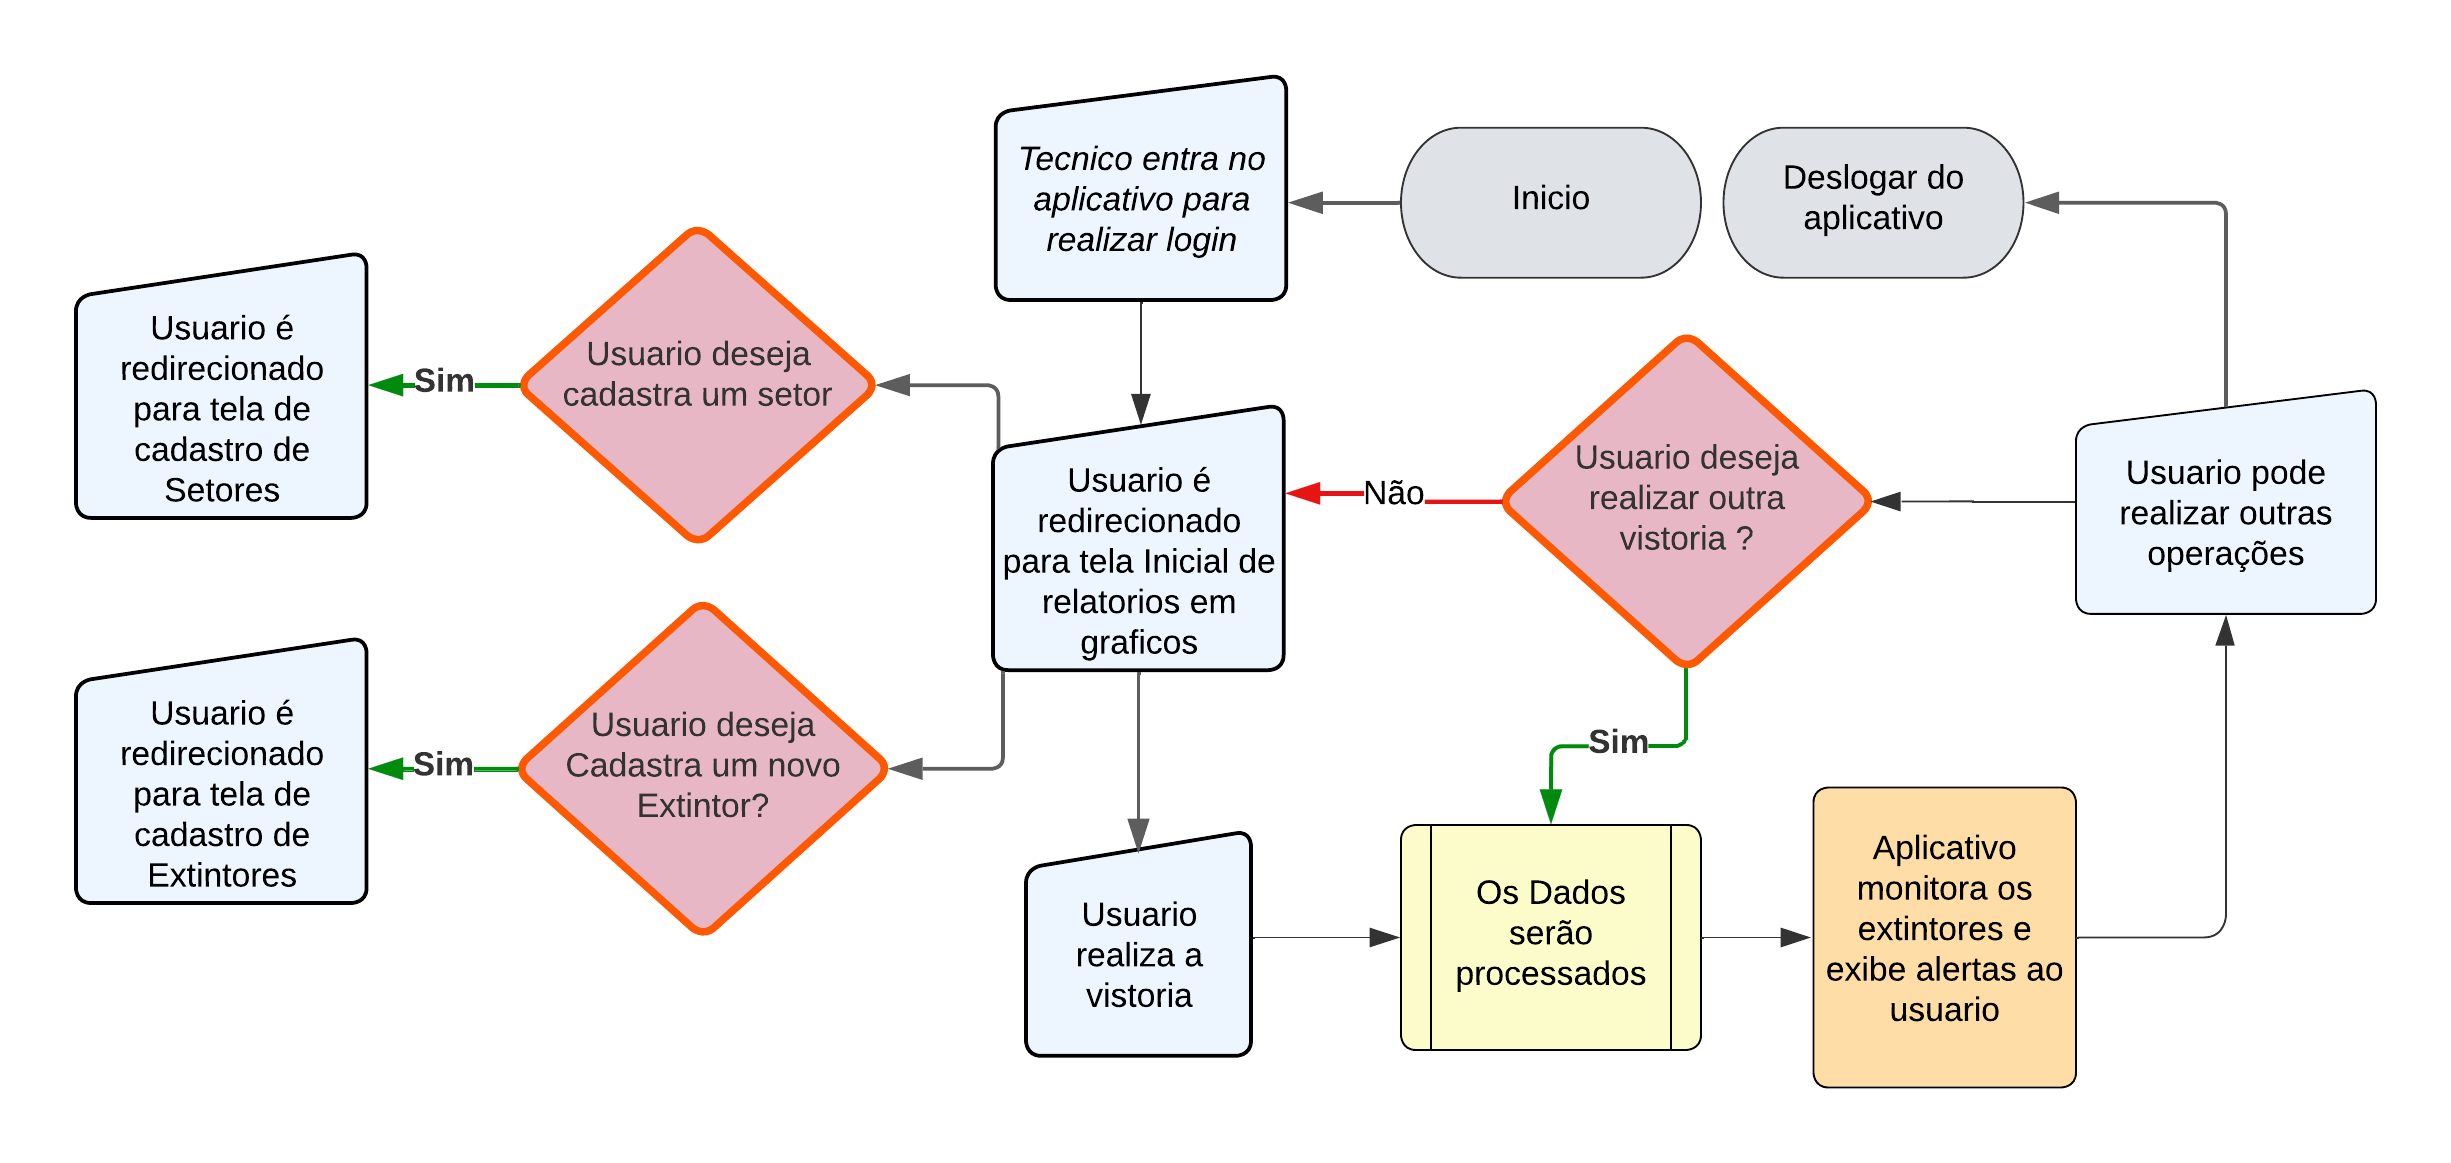 Tecnico entra no
aplicativo para
realizar login
Inicio
Deslogar do
aplicativo
Usuario é
redirecionado
para tela de
cadastro de
Setores
Sim
Usuario deseja
cadastra um setor
Usuario é
redirecionado
para tela Inicial de
relatorios em
graficos
Não
Usuario deseja
realizar outra
vistoria ?
Usuario pode
realizar outras
operações
Usuario é
redirecionado
para tela de
cadastro de
Extintores
Sim
Usuario deseja
Cadastra um novo
Extintor?
Sim
Usuario
realiza a
vistoria
Os Dados
serão
processados
Aplicativo
monitora os
extintores e
exibe alertas ao
usuario